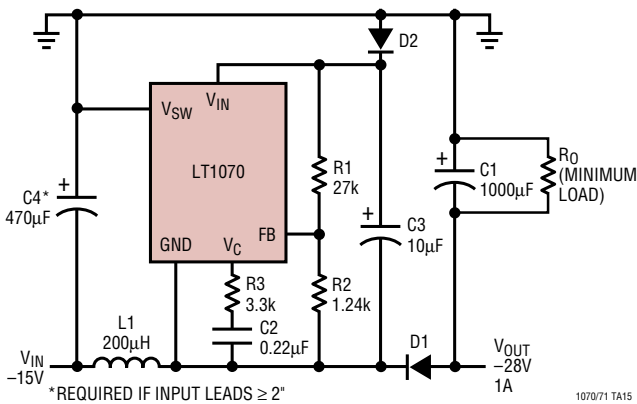 D2
V_SW
V_IN
LT1070
FB
GND
V_C
+
C4*
470µF
R1
27k
+
C3
10µF
+
C1
1000µF
R_O
(MINIMUM
LOAD)
R3
3.3k
R2
1.24k
C2
0.22µF
L1
200µH
D1
V_IN
–15V
V_OUT
–28V
1A
*REQUIRED IF INPUT LEADS ≥ 2"
1070/71 TA15